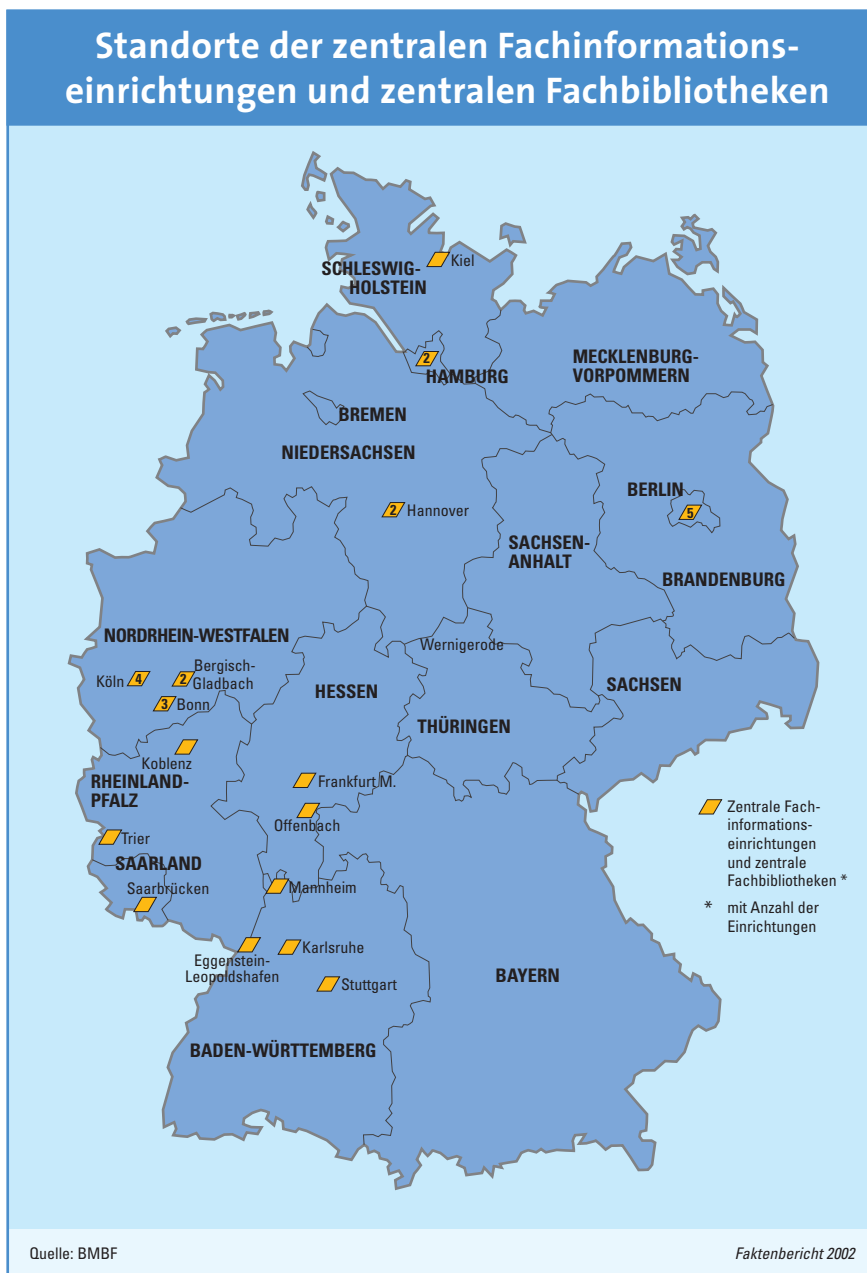 Standorte der zentralen Fachinformations-
einrichtungen und zentralen Fachbibliotheken
Kiel
SCHLESWIG-
HOLSTEIN
2
HAMBURG
MECKLENBURG-
VORPOMMERN
BREMEN
NIEDERSACHSEN
BERLIN
2
Hannover
5
SACHSEN-
ANHALT
BRANDENBURG
NORDRHEIN-WESTFALEN
Wernigerode
Köln
4
2
Bergisch-
Gladbach
3
Bonn
HESSEN
SACHSEN
THÜRINGEN
Koblenz
RHEINLAND-
PFALZ
Frankfurt M.
Offenbach
Trier
SAARLAND
Saarbrücken
Mannheim
Eggenstein-
Leopoldshafen
Karlsruhe
Stuttgart
BAYERN
BADEN-WÜRTTEMBERG
Zentrale Fach-
informations-
einrichtungen
und zentrale
Fachbibliotheken *
* mit Anzahl der
Einrichtungen
Quelle: BMBF
Faktenbericht 2002